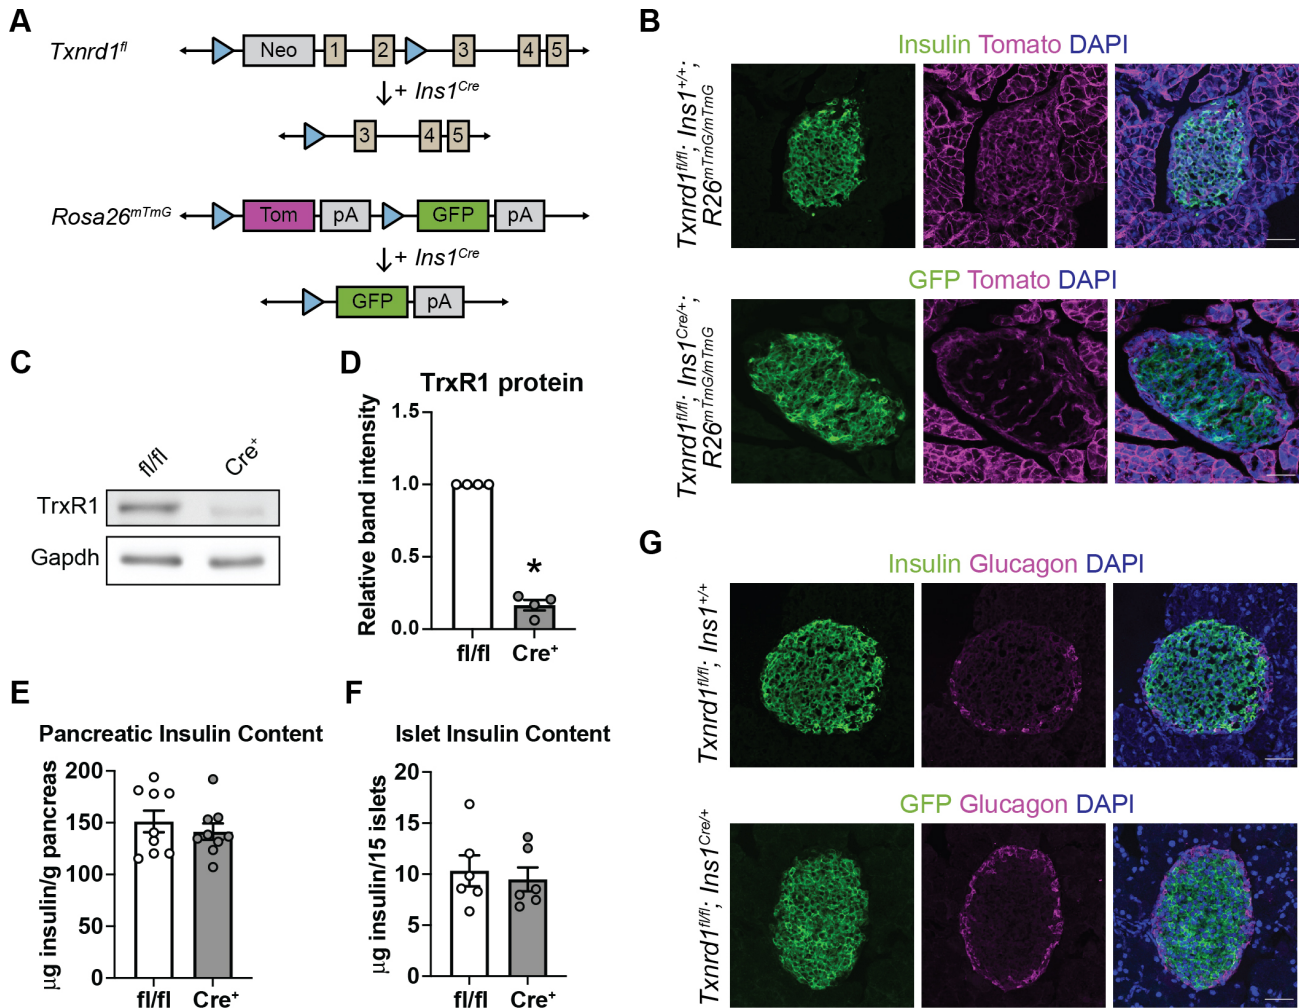 A
Txnrd1fl
Neo 1 2 3 4 5
+ Ins1Cre
3 4 5
Rosa26mTmG
Tom pA GFP pA
+ Ins1Cre
GFP pA
B
Insulin Tomato DAPI
Txnrd1fl/fl; Ins1+/+;
R26mTmG/mTmG
GFP Tomato DAPI
Txnrd1fl/fl; Ins1Cre/+;
R26mTmG/mTmG
C
fl/fl Cre+
TrxR1
Gapdh
D
TrxR1 protein
Relative band intensity
1.5
1.0
0.5
0.0
*
fl/fl Cre+
E
Pancreatic Insulin Content
μg insulin/g pancreas
200
150
100
50
0
fl/fl Cre+
F
Islet Insulin Content
μg insulin/15 islets
20
15
10
5
0
fl/fl Cre+
G
Insulin Glucagon DAPI
Txnrd1fl/fl; Ins1+/+
GFP Glucagon DAPI
Txnrd1fl/fl; Ins1Cre/+